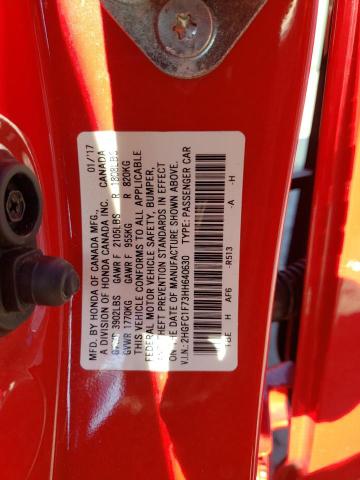 MFD. BY HONDA OF CANADA MFG., 01/'17
A DIVISION OF HONDA CANADA INC. CANADA
GVWR 3902LBS GAWR F 2105LBS R 1808LBS
GVWR 1770KG GAWR F 955KG R 820KG
THIS VEHICLE CONFORMS TO ALL APPLICABLE
FEDERAL MOTOR VEHICLE SAFETY, BUMPER,
AND THEFT PREVENTION STANDARDS IN EFFECT
ON THE DATE OF MANUFACTURE SHOWN ABOVE.
V.I.N.: 2HGFC1F73HH640630 TYPE: PASSENGER CAR
H AF6 -R513 -A -H